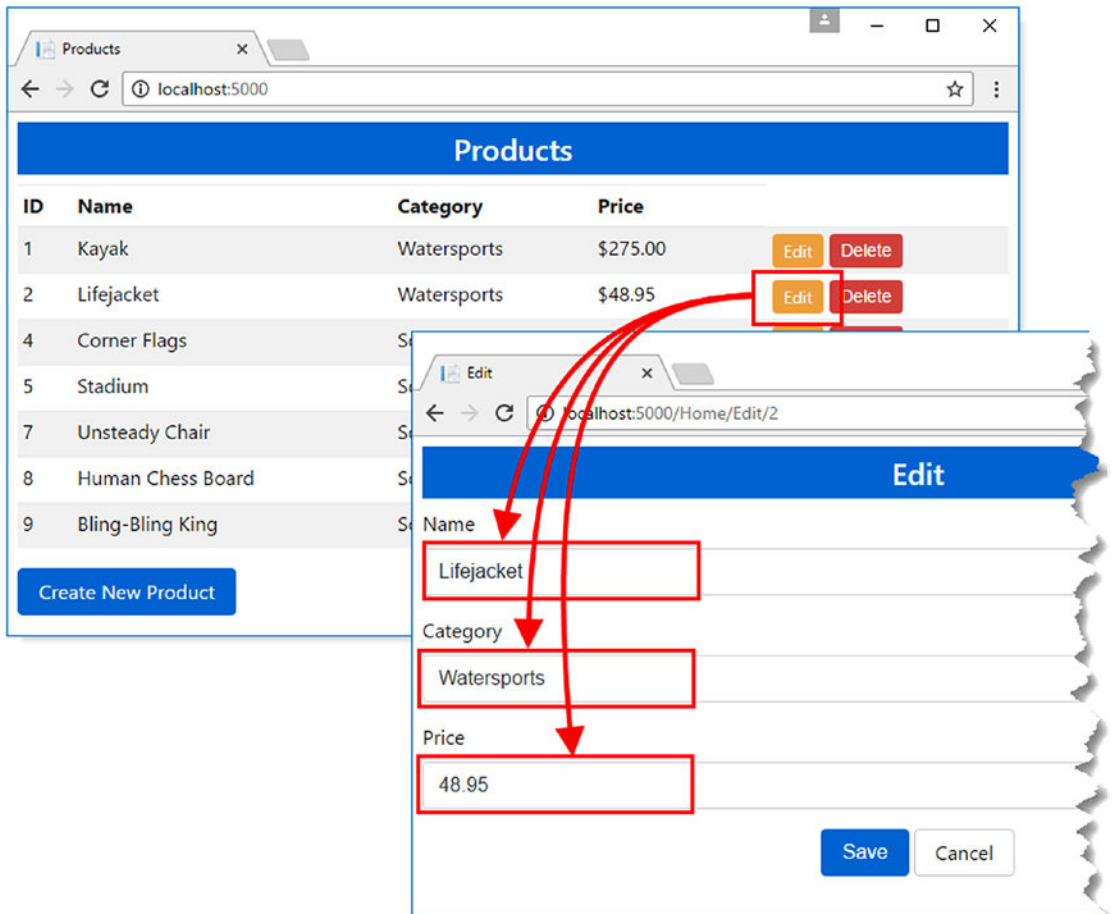 Products
localhost:5000
Products
ID Name Category Price
1 Kayak Watersports $275.00 Edit Delete
2 Lifejacket Watersports $48.95 Edit Delete
4 Corner Flags
5 Stadium
7 Unsteady Chair
8 Human Chess Board
9 Bling-Bling King
Create New Product
Edit
localhost:5000/Home/Edit/2
Edit
Name
Lifejacket
Category
Watersports
Price
48.95
Save Cancel